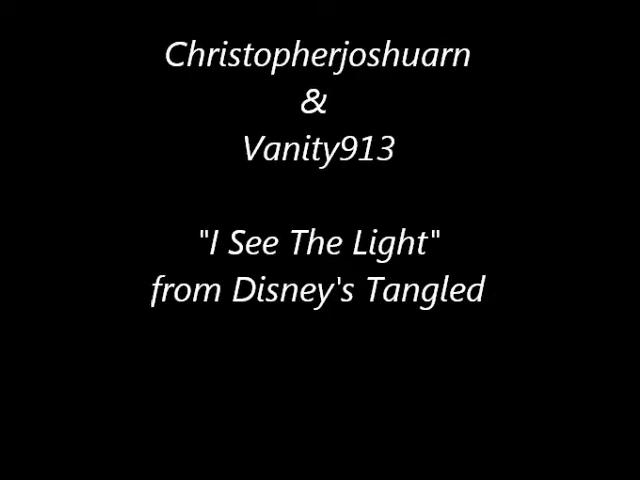 Christopherjoshuarn
&
Vanity913
"I See The Light"
from Disney's Tangled